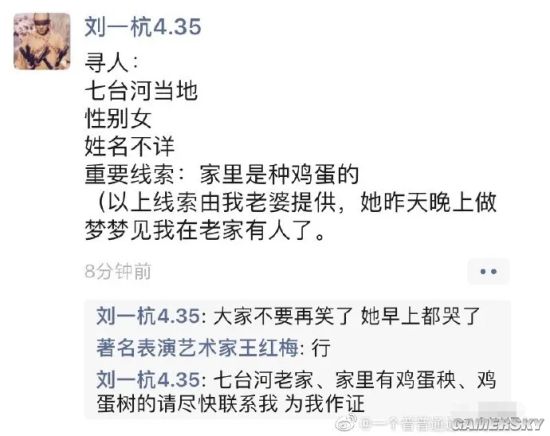 刘一杭4.35
寻人：
七台河当地
性别女
姓名不详
重要线索：家里是种鸡蛋的
（以上线索由我老婆提供，她昨天晚上做
梦梦见我在老家有人了。
8分钟前
刘一杭4.35: 大家不要再笑了 她早上都哭了
著名表演艺术家王红梅: 行
刘一杭4.35: 七台河老家、家里有鸡蛋秧、鸡
蛋树的请尽快联系我 为我作证
GAMERSKY